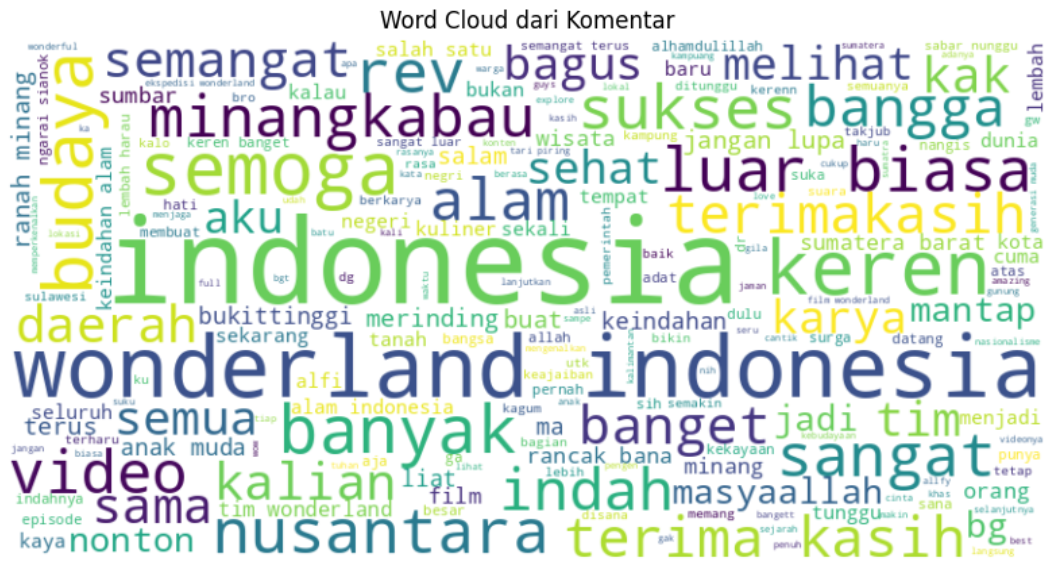 Word Cloud dari Komentar
wonderful
semangat
ekspedisi wonderland
apa
salah satu
rev
semangat terus
bagus
alhamdulillah
kampuang
baru
melihat
sumatera
sabar nunggu
adanya
kak
lembah
ranah minang
ngarai sianok
budaya
sumbar
ka
bro
kalau
warga
bukan
guys
lokal
ditunggu
kerenn
semuanya
gw
minangkabau
explore
kasih
sukses
bangga
kalo
keren banget
sangat luar
konten
tari piring
wisata
kampung
jangan lupa
takjub
haru
nangis
dunia
lembah harau
semoga
rasanya
rasa
kata
salam
negri
berasa
sehat
luar biasa
suka
cukup
sumatra
memperkenalkan
menjaga
lokasi
keindahan alam
hati
membuat
aku
udah
berkarya
negeri
kuliner
alam
sekali
tempat
pemerintah
suara
love
terimakasih
generasi muda
indonesia
batu
kali
baik
dr
gila
sumatera barat
kota
keren
cuma
atas
amazing
sulawesi
full
bgt
dg
waktu
lanjutkan
adat
jaman
film wonderland
gunung
daerah
bukittinggi
merinding
buat
asli
sampe
keindahan
dulu
karya
mantap
sekarang
tanah
bangsa
allah
mengenalkan
bikin
seru
surga
cantik
datang
nasionalisme
wonderland indonesia
ku
alfi
utk
keajaiban
pernah
kalimantan
nih
suku
seluruh
terus
semua
tiap
alam indonesia
banyak
kagum
anak
ma
sih
semakin
banget
jadi
tim
menjadi
jangan
terharu
biasa
anak muda
wow
tuhan
aja
ga
lihat
liat
bagian
rancak bana
lebih
pengen
kekayaan
minang
kebudayaan
sangat
videonya
punya
tetap
video
sama
kalian
film
indah
masyaallah
cinta
allfy
khas
sana
orang
indahnya
episode
tim wonderland
besar
disana
memang
bangett
tunggu
makin
selanjutnya
kaya
nonton
nusantara
terima kasih
gak
sejarah
penuh
bg
best
langsung